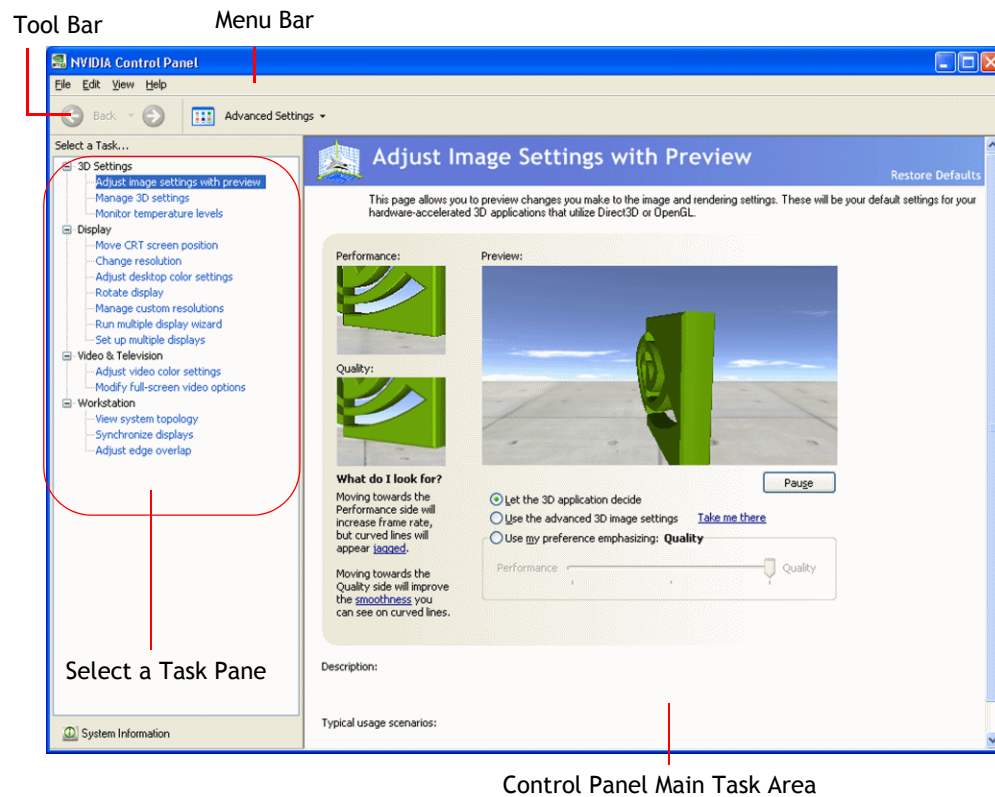 Tool Bar
Menu Bar
NVIDIA Control Panel
File Edit View Help
Back
Advanced Settings
Select a Task...
3D Settings
Adjust image settings with preview
Manage 3D settings
Monitor temperature levels
Display
Move CRT screen position
Change resolution
Adjust desktop color settings
Rotate display
Manage custom resolutions
Run multiple display wizard
Set up multiple displays
Video & Television
Adjust video color settings
Modify full-screen video options
Workstation
View system topology
Synchronize displays
Adjust edge overlap
Select a Task Pane
System Information
Adjust Image Settings with Preview
Restore Defaults
This page allows you to preview changes you make to the image and rendering settings. These will be your default settings for your
hardware-accelerated 3D applications that utilize Direct3D or OpenGL.
Performance:
Quality:
What do I look for?
Moving towards the
Performance side will
increase frame rate,
but curved lines will
appear jagged.
Moving towards the
Quality side will improve
the smoothness you
can see on curved lines.
Preview:
Pause
Let the 3D application decide
Use the advanced 3D image settings Take me there
Use my preference emphasizing: Quality
Performance Quality
Description:
Typical usage scenarios:
Control Panel Main Task Area